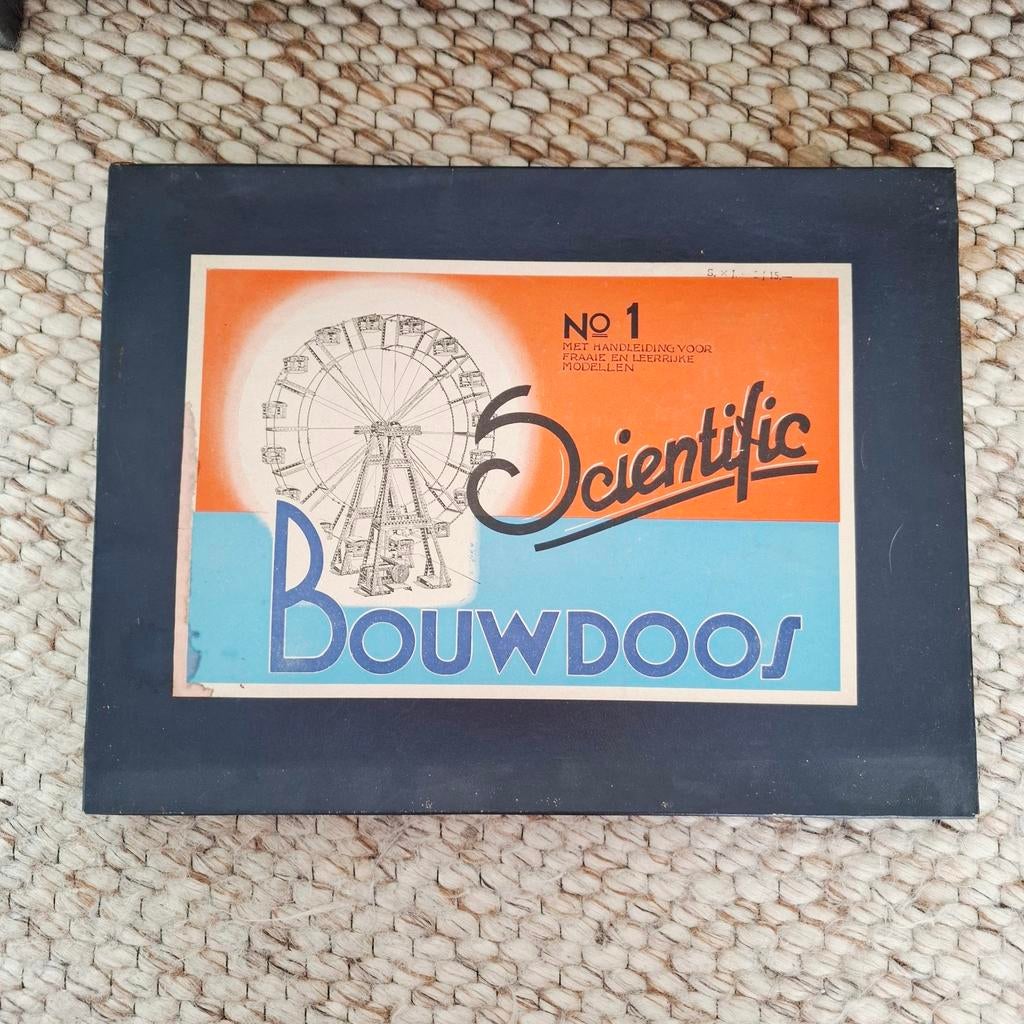 No 1
MET HANDLEIDING VOOR
FRAAIE EN LEERRIJKE
MODELLEN
Scientific
BOUWDOOS